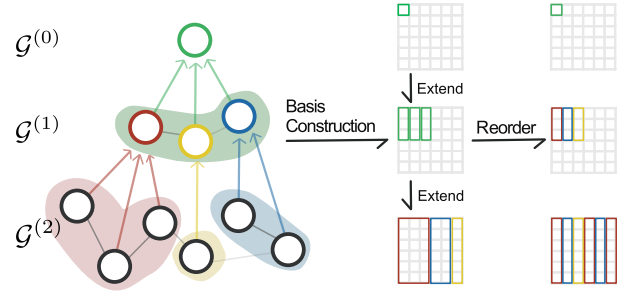 𝒢⁽⁰⁾
Extend
𝒢⁽¹⁾
Basis
Construction
Reorder
Extend
𝒢⁽²⁾